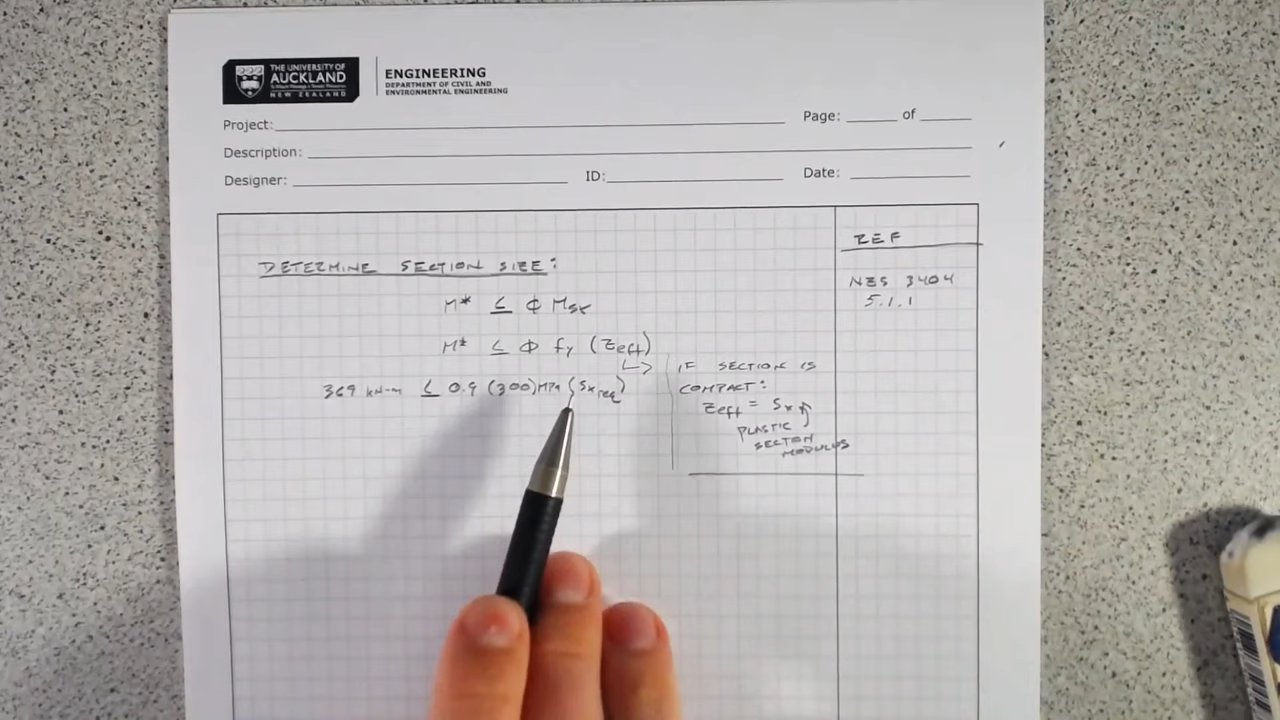 THE UNIVERSITY OF
AUCKLAND
NEW ZEALAND
ENGINEERING
DEPARTMENT OF CIVIL AND
ENVIRONMENTAL ENGINEERING
Project:
Page: of
Description:
Designer: ID: Date:
REF
DETERMINE SECTION SIZE:
NZS 3404
5.1.1
M* ≤ φ Msx
M* ≤ φ fy (Zeff)
↳ IF SECTION IS
COMPACT:
369 kN-m ≤ 0.9 (300)MPa (Sx req)
Zeff = Sx
PLASTIC
SECTION
MODULUS